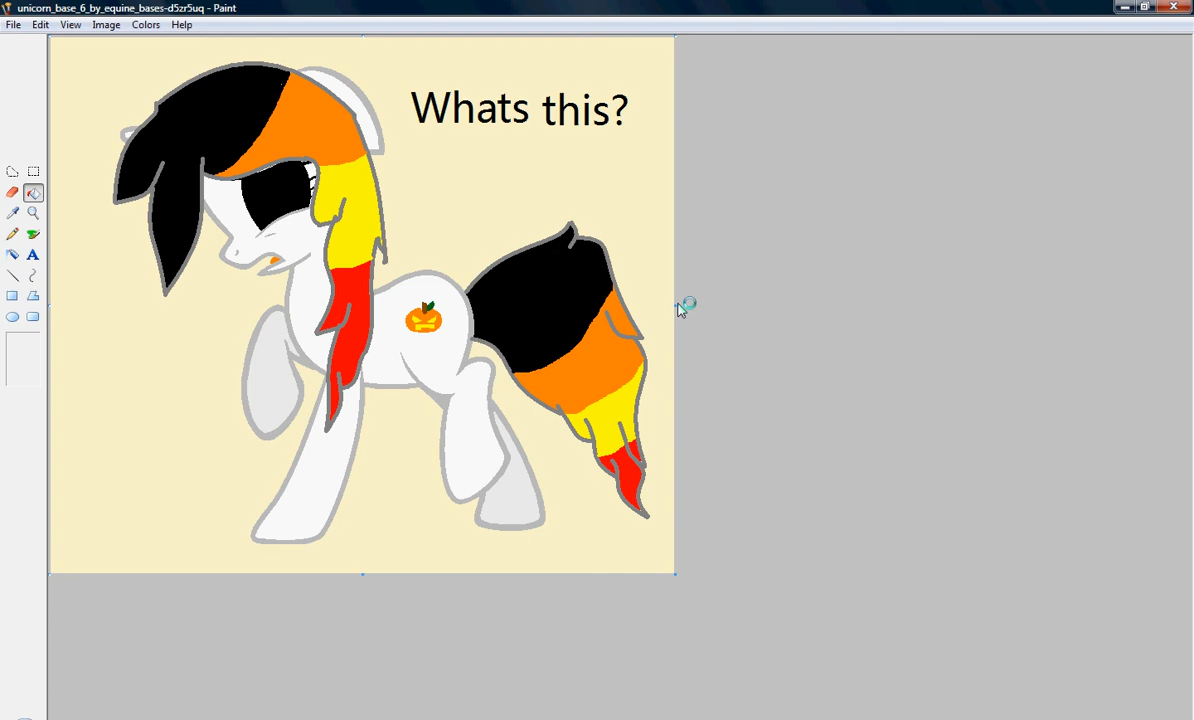 unicorn_base_6_by_equine_bases-d5zr5uq - Paint
File Edit View Image Colors Help
Whats this?
A